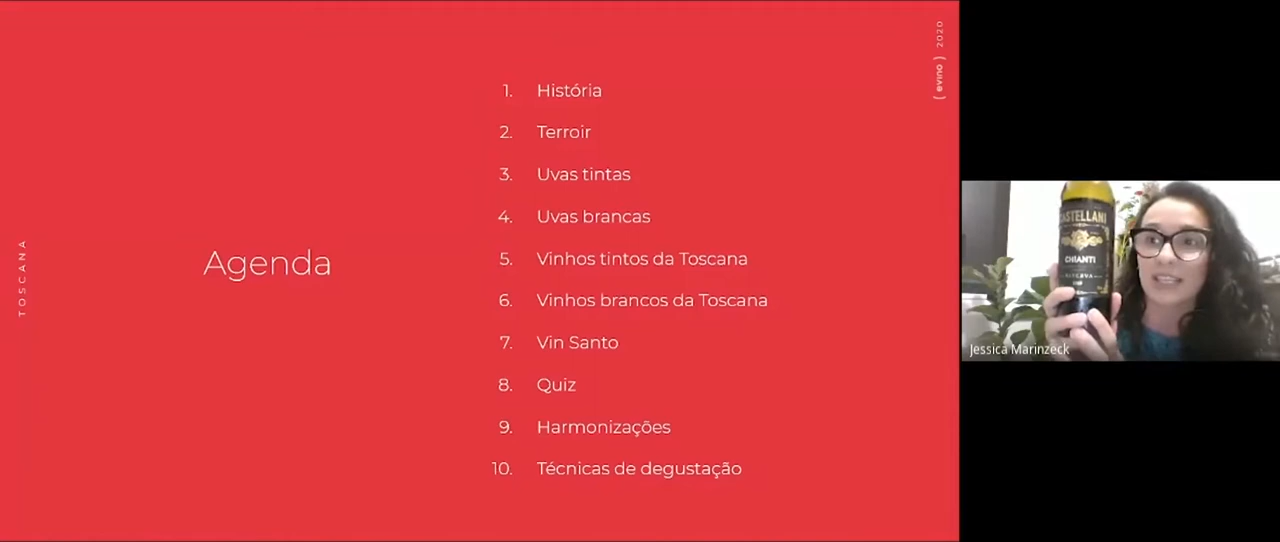 TOSCANA
Agenda
1. História
2. Terroir
3. Uvas tintas
4. Uvas brancas
5. Vinhos tintos da Toscana
6. Vinhos brancos da Toscana
7. Vin Santo
8. Quiz
9. Harmonizações
10. Técnicas de degustação
( evino ) 2020
CASTELLANI
CHIANTI
RISERVA
Jessica Marinzeck